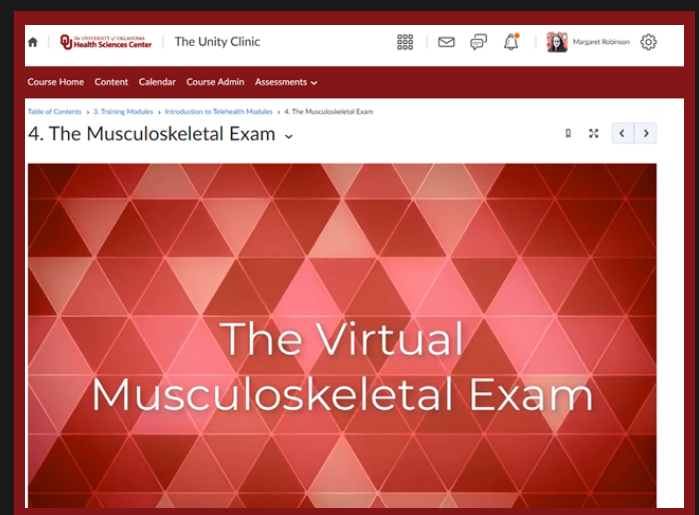 The UNIVERSITY of OKLAHOMA
Health Sciences Center
The Unity Clinic
Margaret Robinson
Course Home Content Calendar Course Admin Assessments
Table of Contents › 3. Training Modules › Introduction to Telehealth Modules › 4. The Musculoskeletal Exam
4. The Musculoskeletal Exam
The Virtual
Musculoskeletal Exam